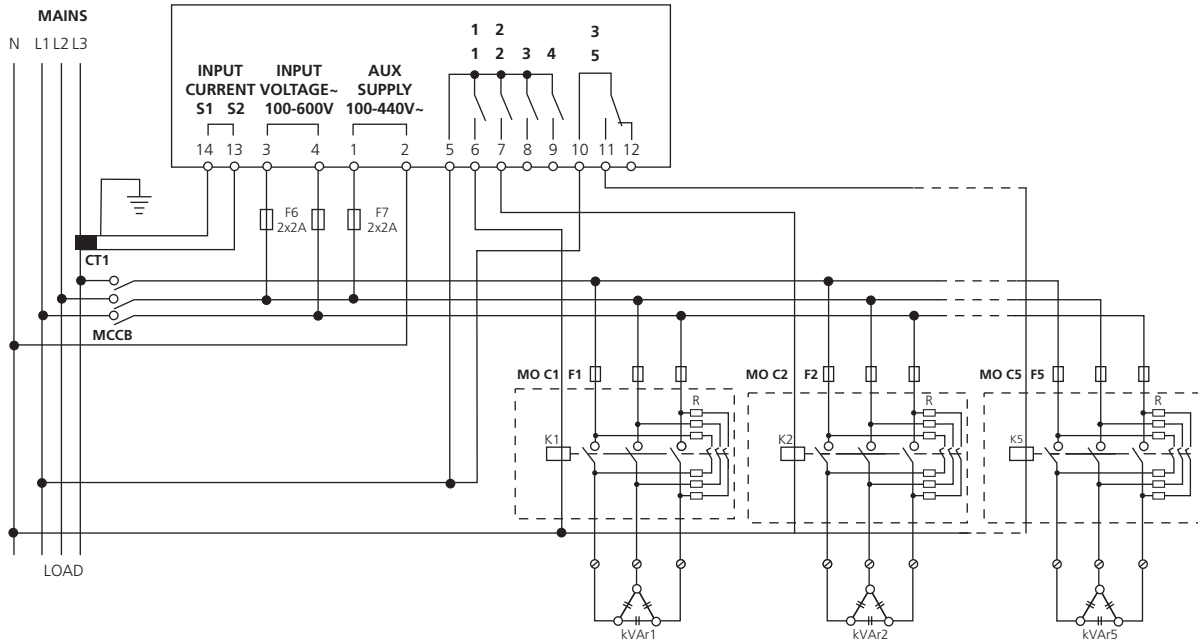 MAINS
N L1 L2 L3
1 2 3
1 2 3 4 5
INPUT CURRENT
S1 S2
INPUT VOLTAGE~
100-600V
AUX SUPPLY
100-440V~
14 13 3 4 1 2 5 6 7 8 9 10 11 12
F6
2x2A
F7
2x2A
CT1
MCCB
MO C1 F1
MO C2 F2
MO C5 F5
R
R
R
K1
K2
K5
LOAD
kVAr1
kVAr2
kVAr5